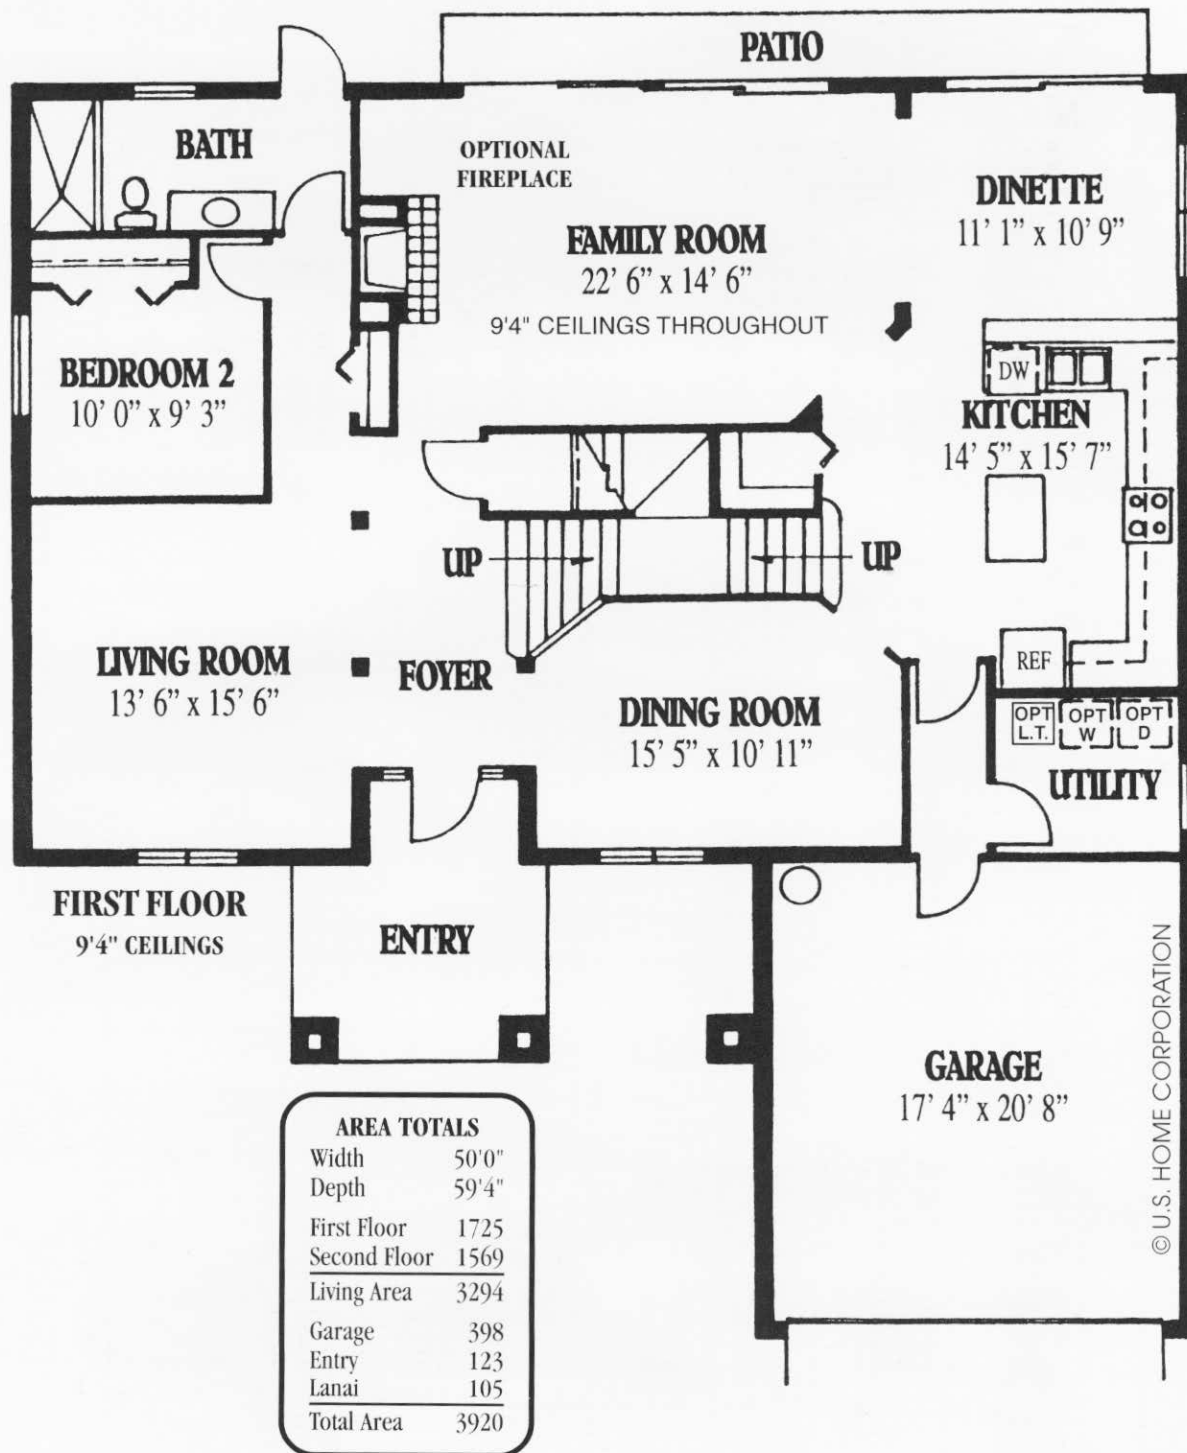 PATIO
BATH
OPTIONAL
FIREPLACE
DINETTE
11’ 1” x 10’ 9”
FAMILY ROOM
22’ 6” x 14’ 6”
9'4" CEILINGS THROUGHOUT
BEDROOM 2
10’ 0” x 9’ 3”
DW
KITCHEN
14’ 5” x 15’ 7”
UP
UP
LIVING ROOM
13’ 6” x 15’ 6”
FOYER
DINING ROOM
15’ 5” x 10’ 11”
REF
OPT
L.T.
OPT
W
OPT
D
UTILITY
FIRST FLOOR
9'4" CEILINGS
ENTRY
GARAGE
17’ 4” x 20’ 8”
© U.S. HOME CORPORATION
AREA TOTALS
Width 50'0"
Depth 59'4"
First Floor 1725
Second Floor 1569
Living Area 3294
Garage 398
Entry 123
Lanai 105
Total Area 3920